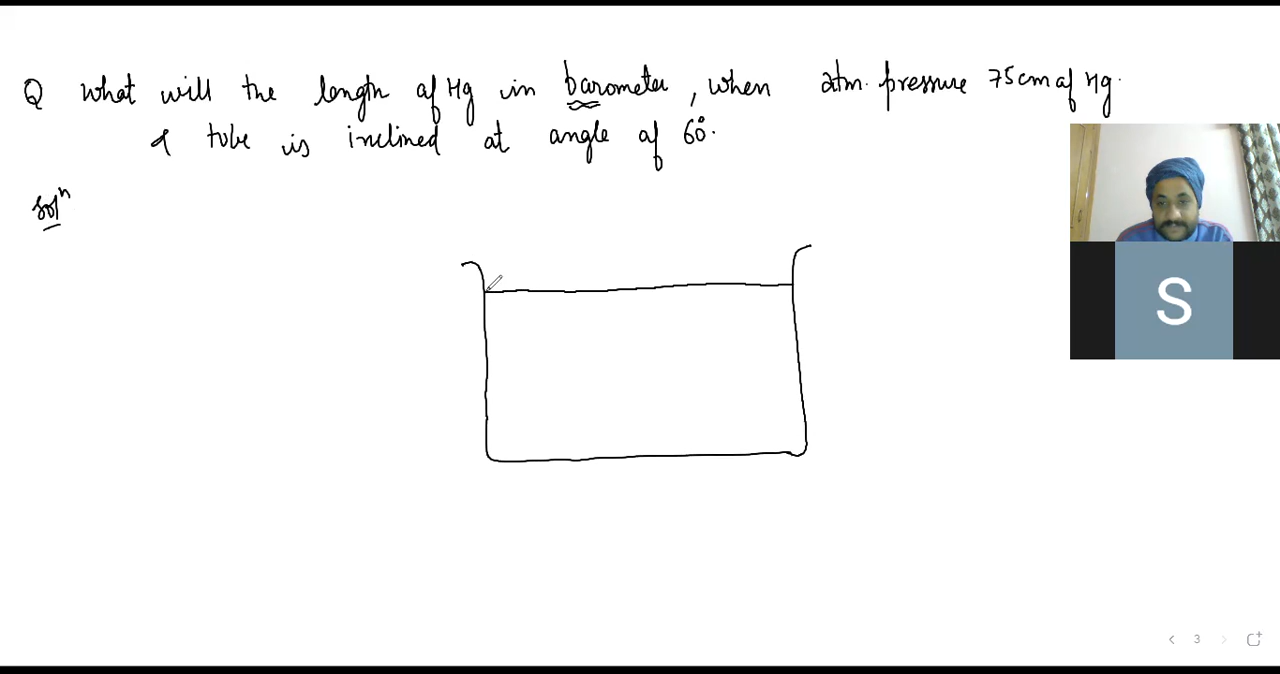 Q what will the length of Hg in barometer, when atm. pressure 75cm of Hg.
& tube is inclined at angle of 60°.
Solⁿ
S
3